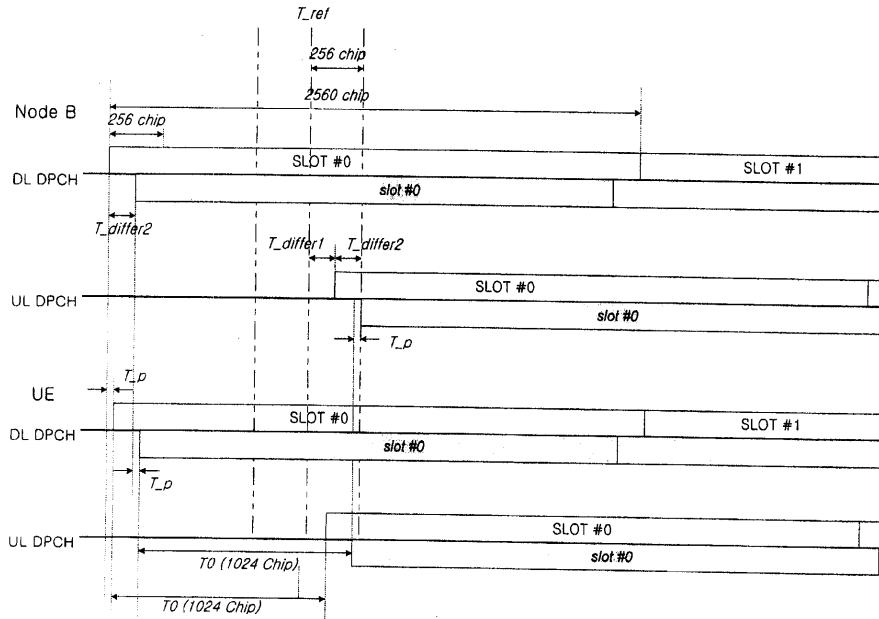 T_ref
256 chip
2560 chip
Node B
256 chip
SLOT #0
SLOT #1
DL DPCH
slot #0
T_differ2
T_differ1
T_differ2
SLOT #0
UL DPCH
slot #0
T_p
T_p
UE
SLOT #0
SLOT #1
DL DPCH
slot #0
T_p
SLOT #0
UL DPCH
slot #0
T0 (1024 Chip)
T0 (1024 Chip)